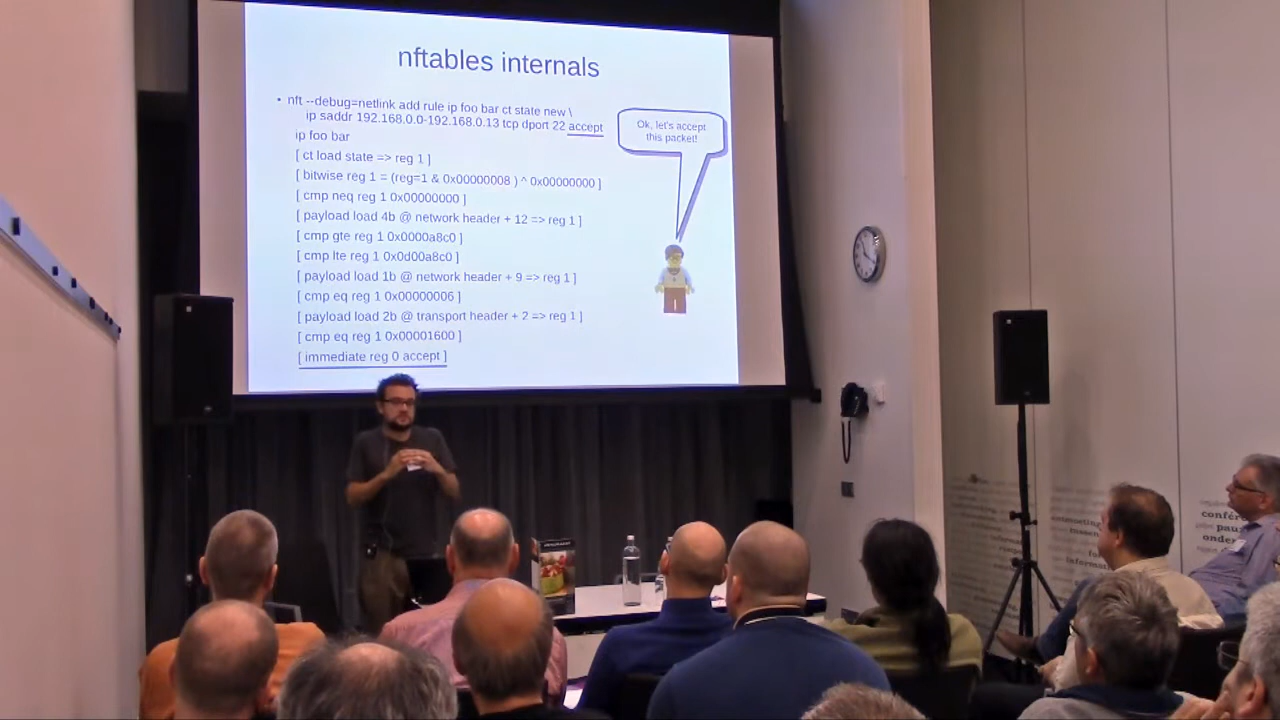 nftables internals
• nft --debug=netlink add rule ip foo bar ct state new \
ip saddr 192.168.0.0-192.168.0.13 tcp dport 22 accept
ip foo bar
[ ct load state => reg 1 ]
[ bitwise reg 1 = (reg=1 & 0x00000008 ) ^ 0x00000000 ]
[ cmp neq reg 1 0x00000000 ]
[ payload load 4b @ network header + 12 => reg 1 ]
[ cmp gte reg 1 0x0000a8c0 ]
[ cmp lte reg 1 0x0d00a8c0 ]
[ payload load 1b @ network header + 9 => reg 1 ]
[ cmp eq reg 1 0x00000006 ]
[ payload load 2b @ transport header + 2 => reg 1 ]
[ cmp eq reg 1 0x00001600 ]
[ immediate reg 0 accept ]
Ok, let's accept
this packet!